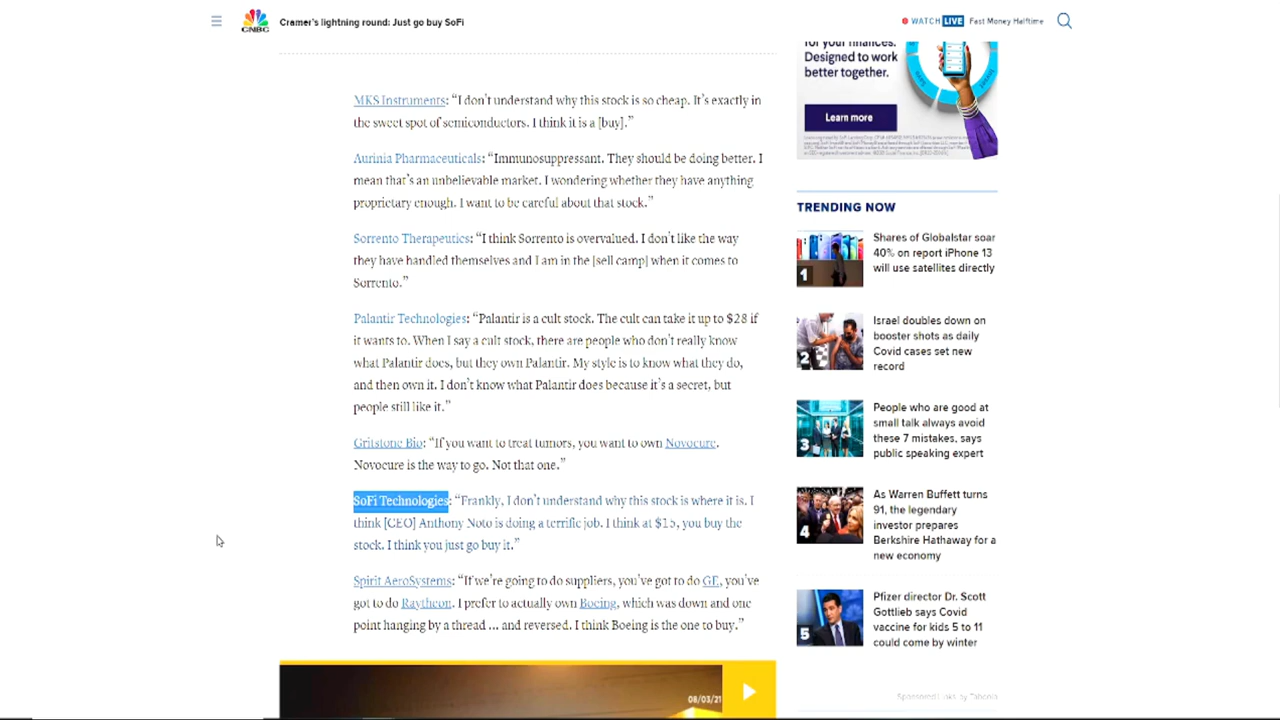 CNBC
Cramer's lightning round: Just go buy SoFi
WATCH LIVE Fast Money Halftime
MKS Instruments: “I don’t understand why this stock is so cheap. It’s exactly in
the sweet spot of semiconductors. I think it is a [buy].”
Aurinia Pharmaceuticals: “Immunosuppressant. They should be doing better. I
mean that’s an unbelievable market. I wondering whether they have anything
proprietary enough. I want to be careful about that stock.”
Sorrento Therapeutics: “I think Sorrento is overvalued. I don’t like the way
they have handled themselves and I am in the [sell camp] when it comes to
Sorrento.”
Palantir Technologies: “Palantir is a cult stock. The cult can take it up to $28 if
it wants to. When I say a cult stock, there are people who don’t really know
what Palantir does, but they own Palantir. My style is to know what they do,
and then own it. I don’t know what Palantir does because it’s a secret, but
people still like it.”
Gritstone Bio: “If you want to treat tumors, you want to own Novocure.
Novocure is the way to go. Not that one.”
SoFi Technologies: “Frankly, I don’t understand why this stock is where it is. I
think [CEO] Anthony Noto is doing a terrific job. I think at $15, you buy the
stock. I think you just go buy it.”
Spirit AeroSystems: “If we’re going to do suppliers, you’ve got to do GE, you’ve
got to do Raytheon. I prefer to actually own Boeing, which was down and one
point hanging by a thread ... and reversed. I think Boeing is the one to buy.”
08/03/21
for your finances.
Designed to work
better together.
Learn more
TRENDING NOW
1
Shares of Globalstar soar
40% on report iPhone 13
will use satellites directly
2
Israel doubles down on
booster shots as daily
Covid cases set new
record
3
People who are good at
small talk always avoid
these 7 mistakes, says
public speaking expert
4
As Warren Buffett turns
91, the legendary
investor prepares
Berkshire Hathaway for a
new economy
5
Pfizer director Dr. Scott
Gottlieb says Covid
vaccine for kids 5 to 11
could come by winter
Sponsored Links by Taboola